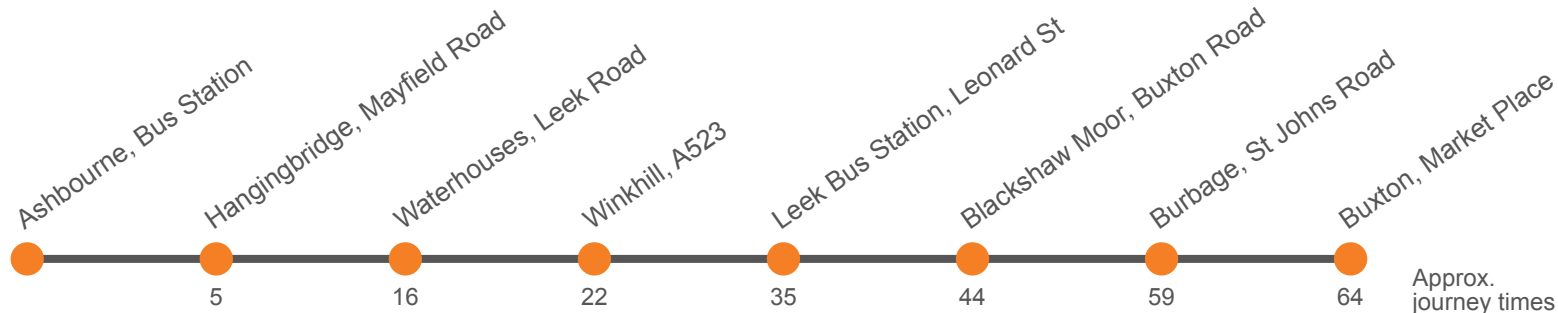 Ashbourne, Bus Station
Hangingbridge, Mayfield Road
Waterhouses, Leek Road
Winkhill, A523
Leek Bus Station, Leonard St
Blackshaw Moor, Buxton Road
Burbage, St Johns Road
Buxton, Market Place
5
16
22
35
44
59
64
Approx.
journey times